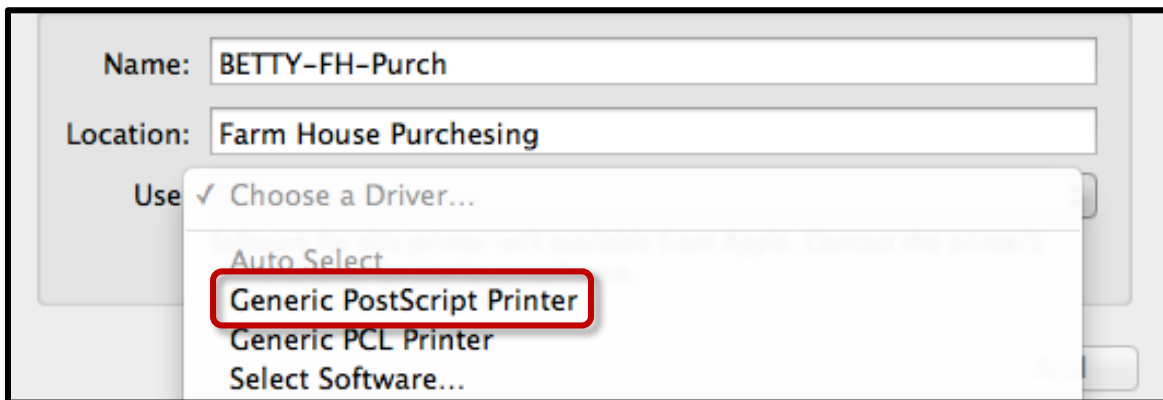 Name: BETTY-FH-Purch
Location: Farm House Purchesing
Use ✓ Choose a Driver...
Auto Select
Generic PostScript Printer
Generic PCL Printer
Select Software...